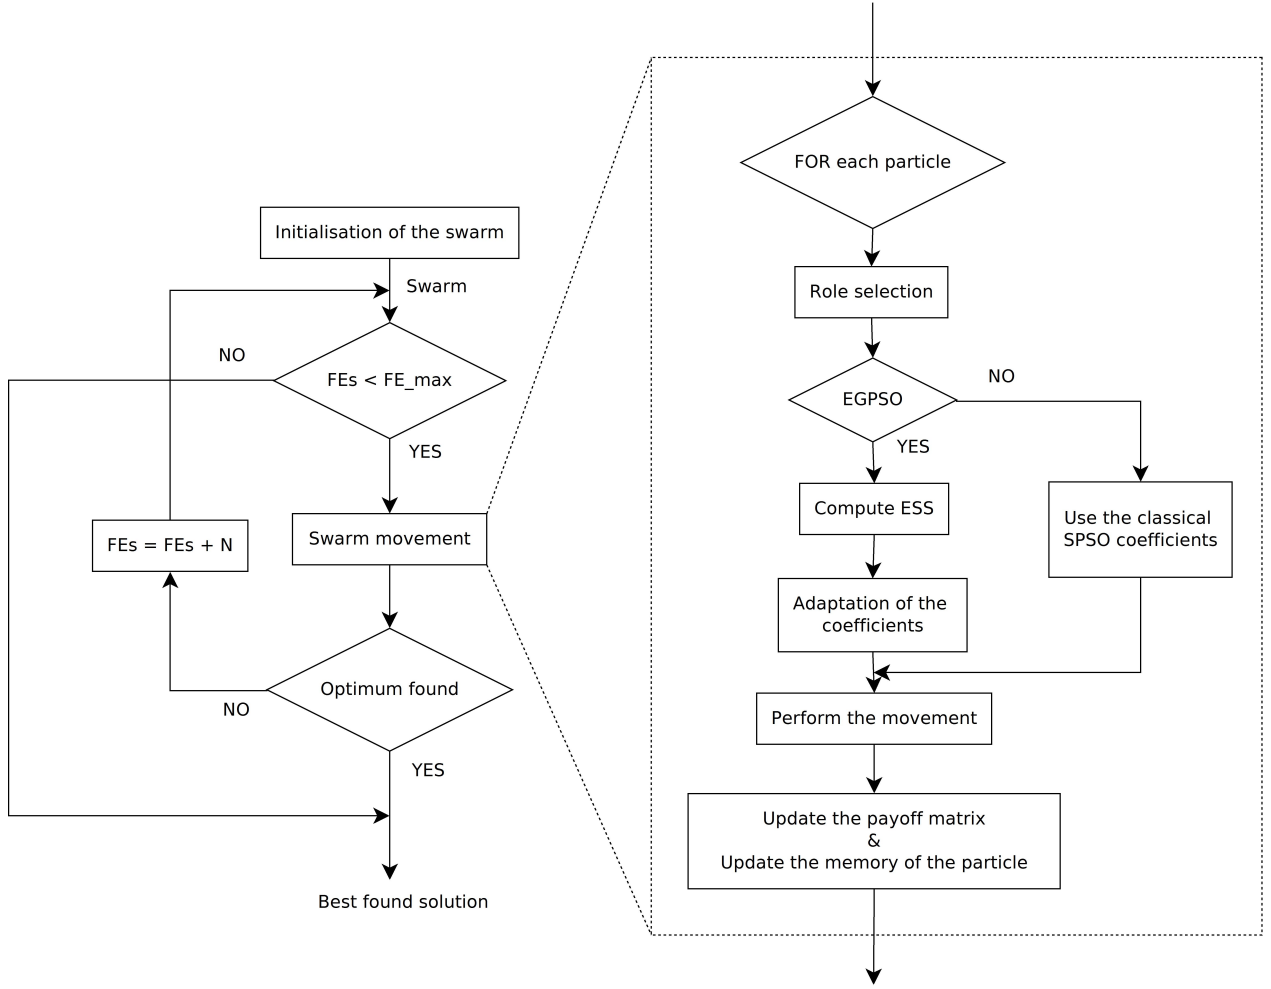 Initialisation of the swarm
Swarm
NO
FEs < FE_max
YES
FEs = FEs + N
Swarm movement
Optimum found
NO
YES
Best found solution
FOR each particle
Role selection
EGPSO
NO
YES
Compute ESS
Use the classical
SPSO coefficients
Adaptation of the
coefficients
Perform the movement
Update the payoff matrix
&
Update the memory of the particle